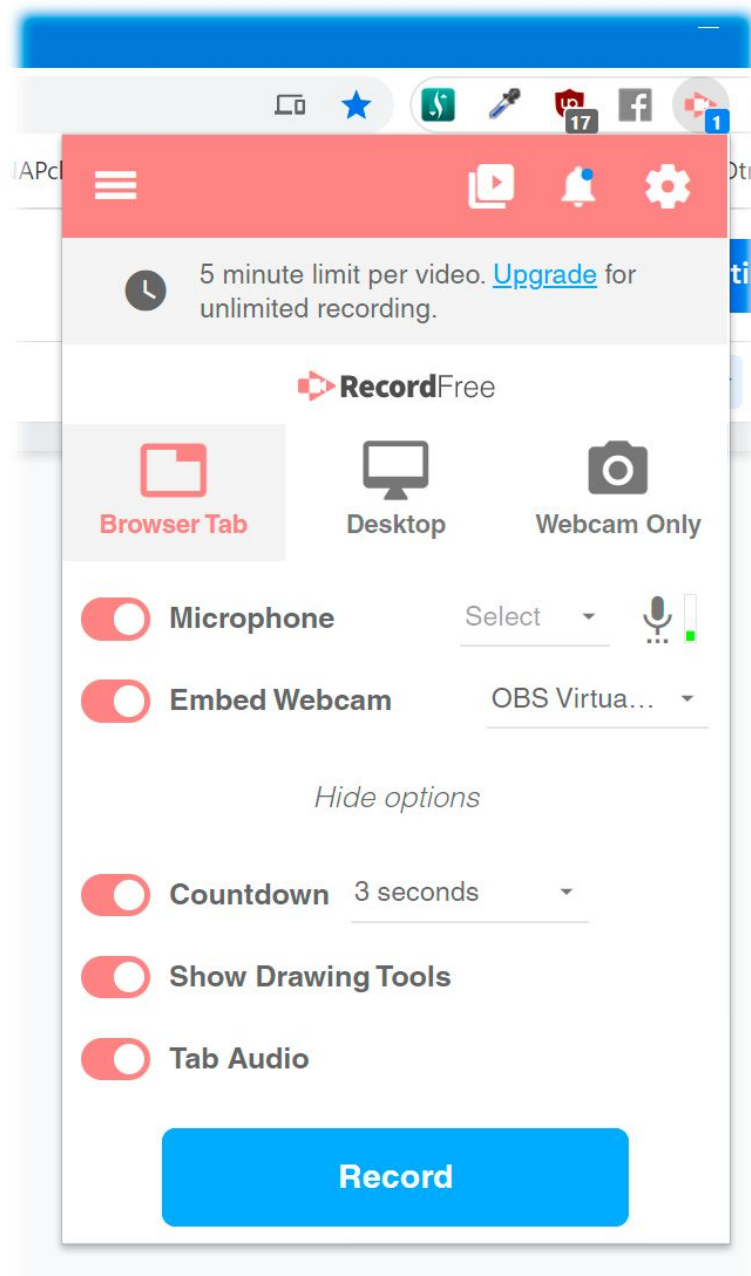 17
1
5 minute limit per video. Upgrade for
unlimited recording.
RecordFree
Browser Tab
Desktop
Webcam Only
Microphone
Select
Embed Webcam
OBS Virtua...
Hide options
Countdown
3 seconds
Show Drawing Tools
Tab Audio
Record